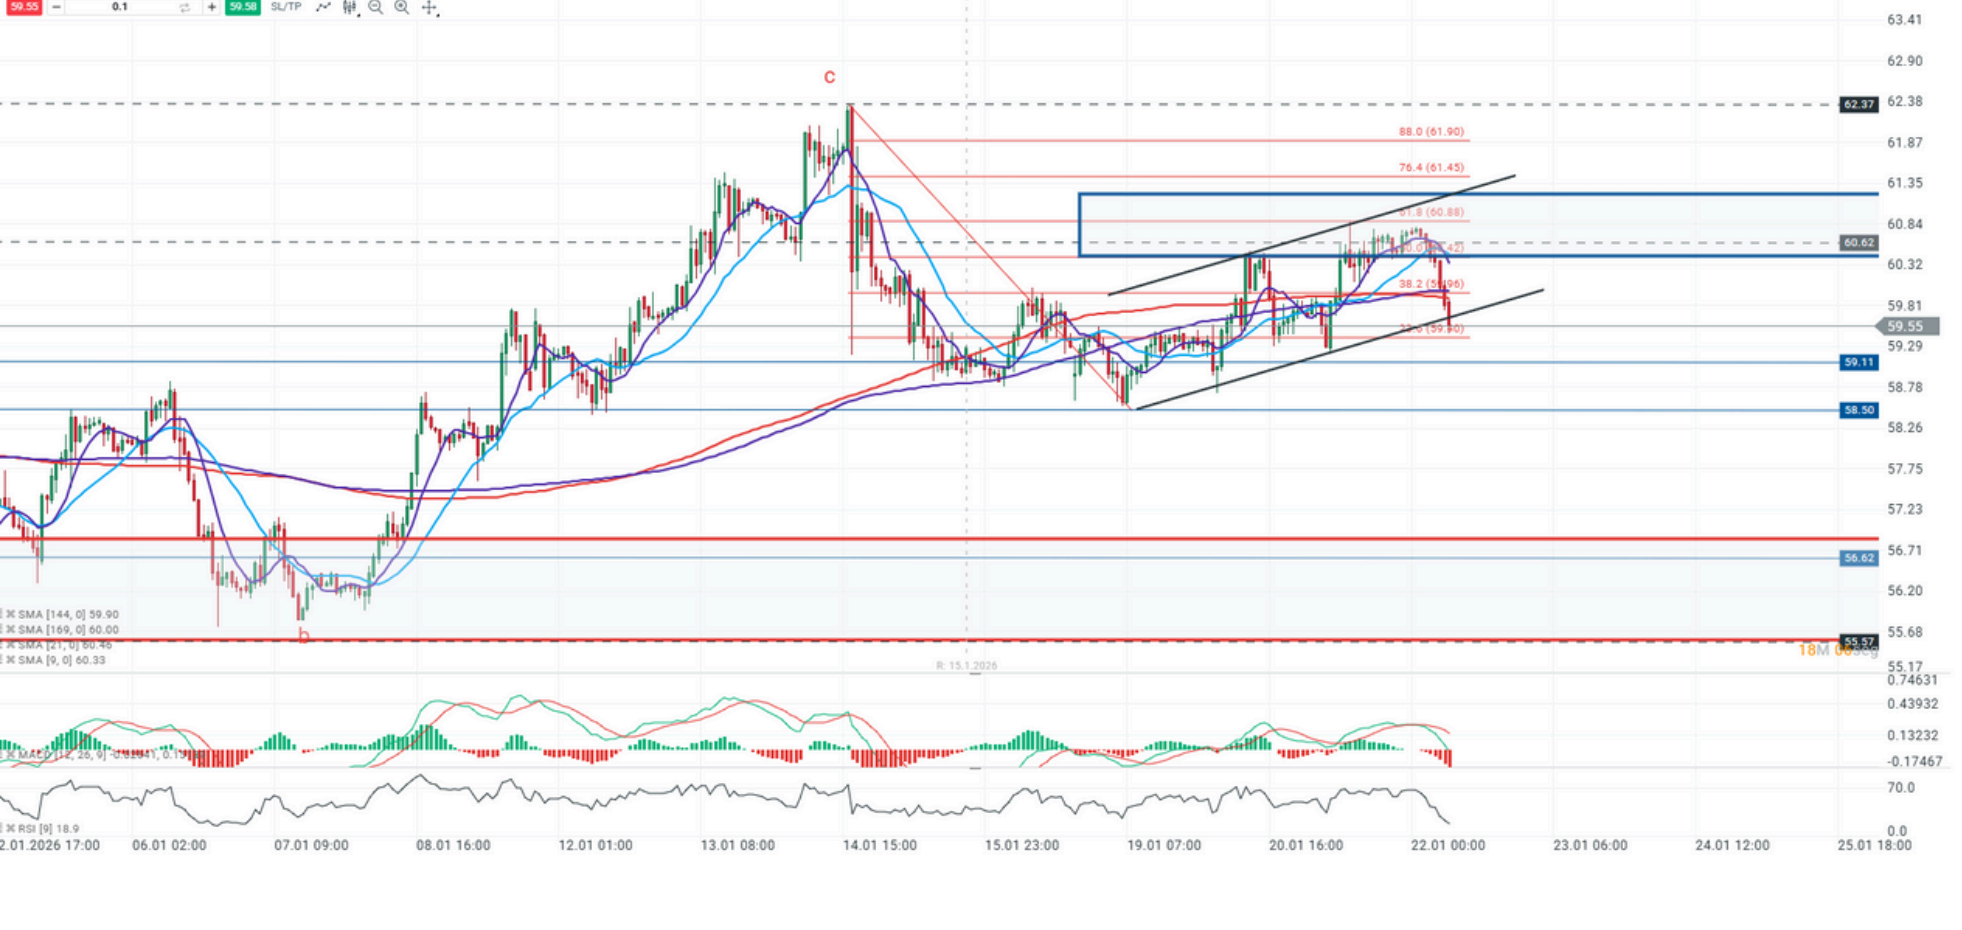 59.55 − 0.1 + 59.58 SL/TP
63.41
62.90
c
62.38
62.37
88.0 (61.90)
61.87
76.4 (61.45)
61.35
61.8 (60.88)
60.84
60.62
60.32
38.2 (59.96)
59.81
59.55
59.29
59.11
58.78
58.50
58.26
57.75
57.23
56.71
56.62
56.20
SMA [144, 0] 59.90
SMA [169, 0] 60.00
b
55.68
55.57
SMA [21, 0] 60.46
18M
SMA [9, 0] 60.33
R: 15.1.2026
55.17
0.74631
0.43932
0.13232
MACD [12, 26, 9]
-0.17467
70.0
RSI [9] 18.9
0.0
2.01.2026 17:00 06.01 02:00 07.01 09:00 08.01 16:00 12.01 01:00 13.01 08:00 14.01 15:00 15.01 23:00 19.01 07:00 20.01 16:00 22.01 00:00 23.01 06:00 24.01 12:00 25.01 18:00